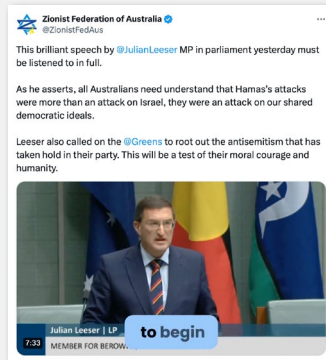 Zionist Federation of Australia
@ZionistFedAus
This brilliant speech by @JulianLeeser MP in parliament yesterday must
be listened to in full.
As he asserts, all Australians need understand that Hamas's attacks
were more than an attack on Israel, they were an attack on our shared
democratic ideals.
Leeser also called on the @Greens to root out the antisemitism that has
taken hold in their party. This will be a test of their moral courage and
humanity.
Julian Leeser | LP
to begin
7:33
MEMBER FOR BEROW